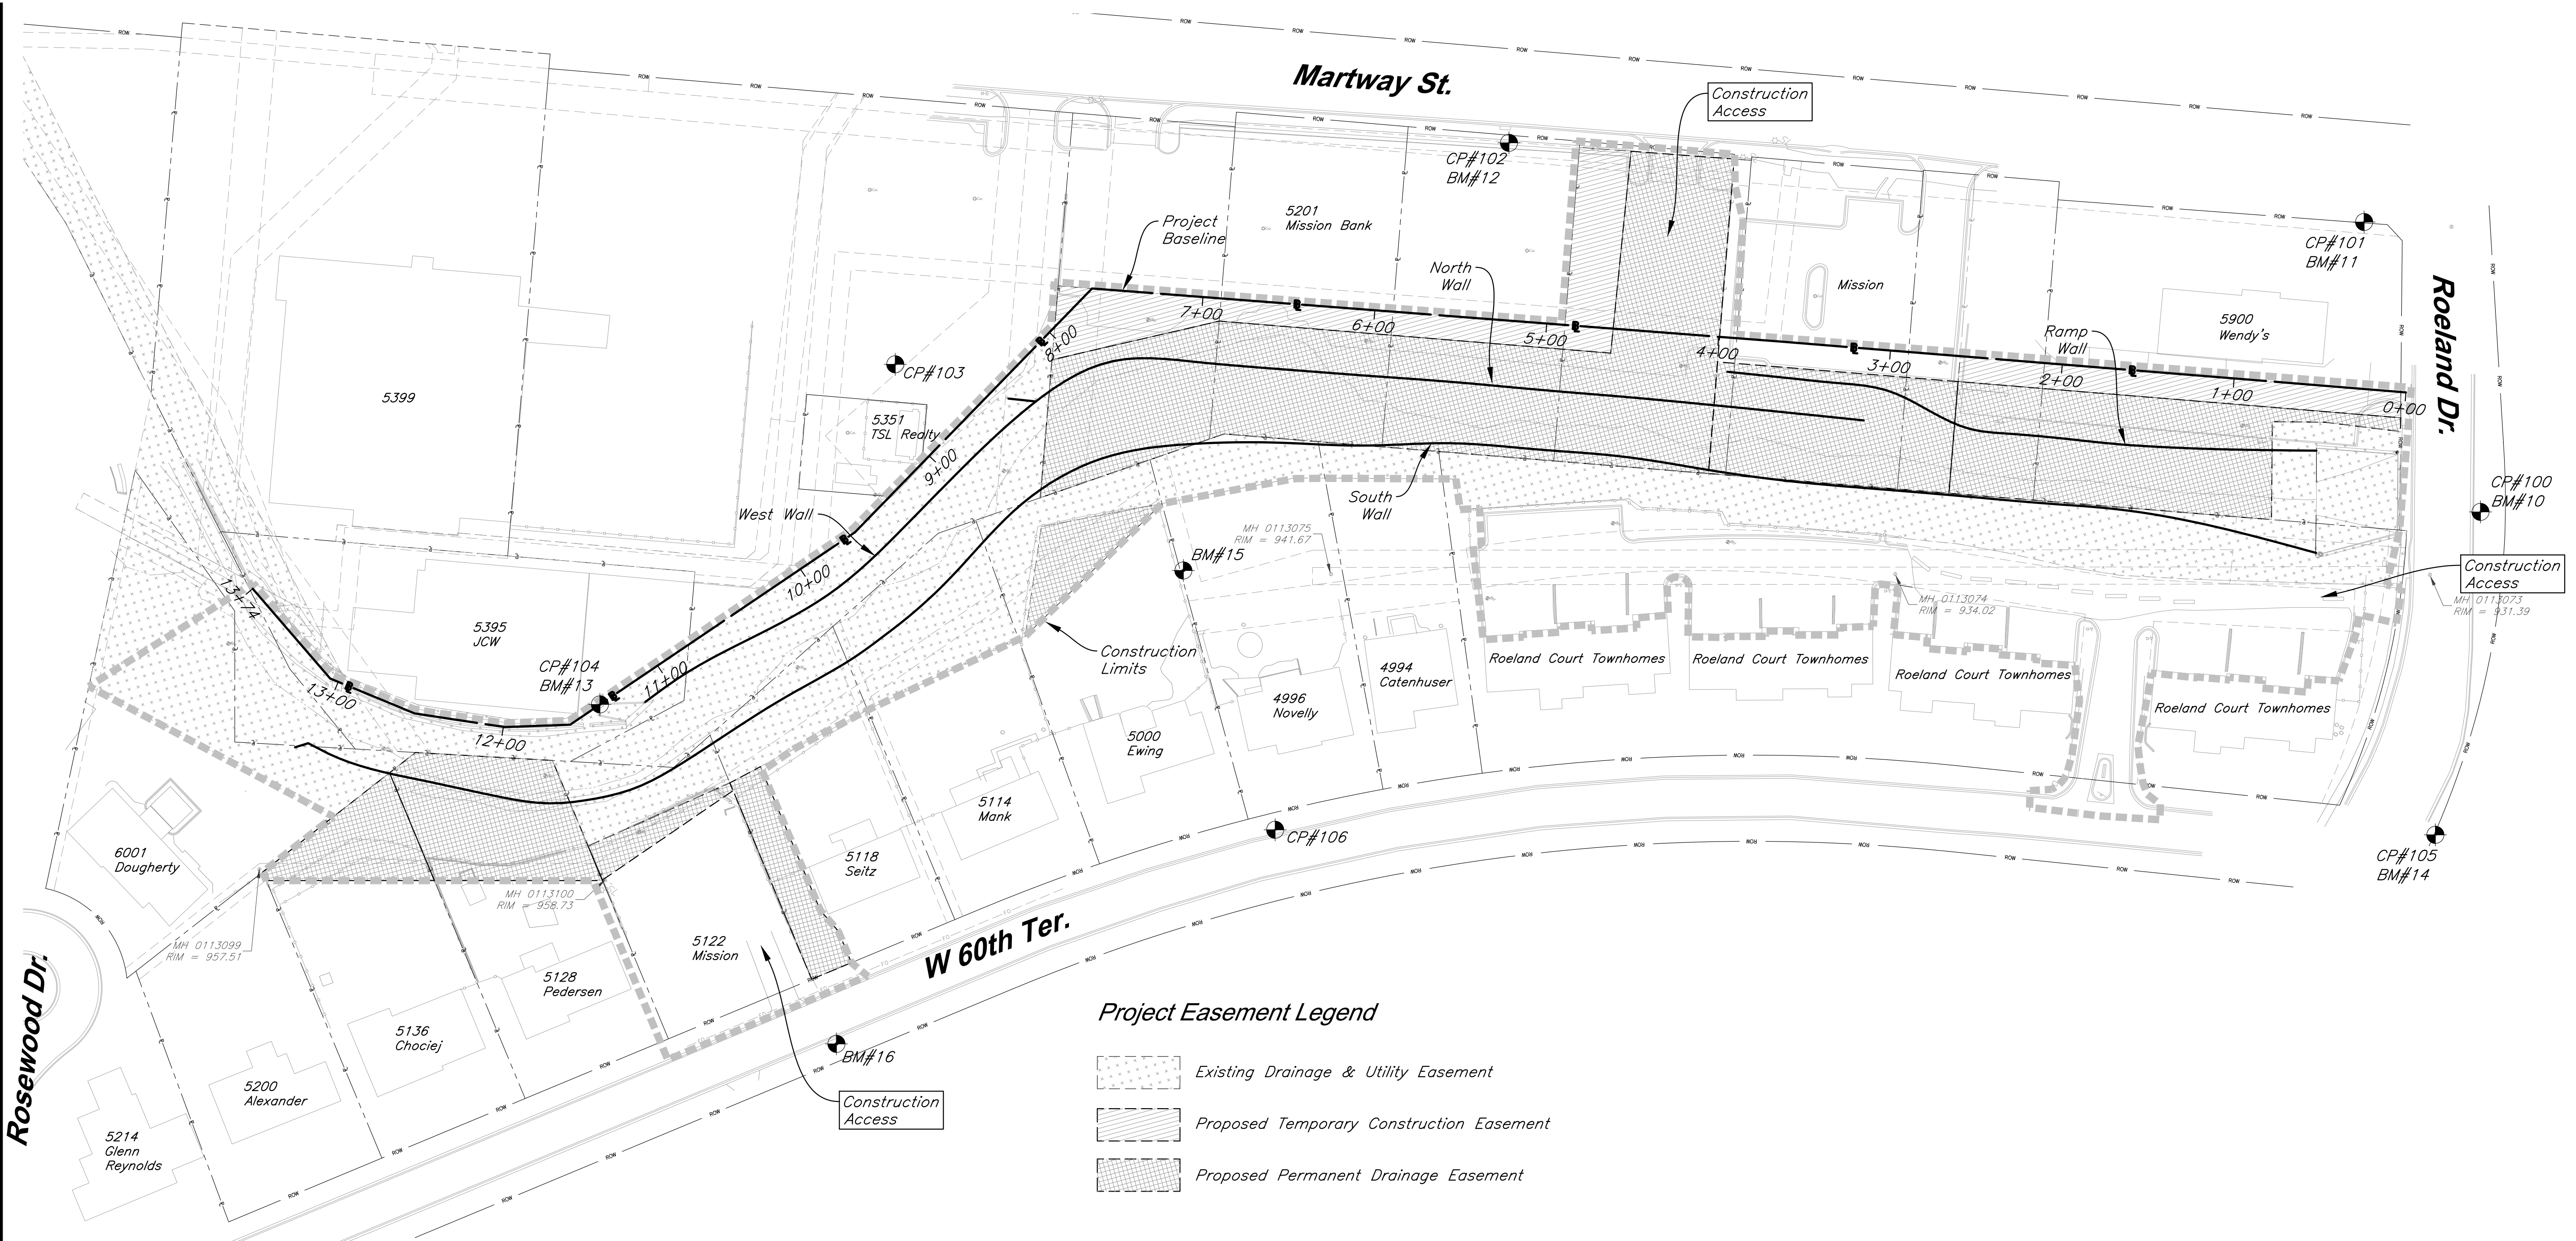 Martway St.
Construction
Access
CP#102
BM#12
5201
Mission Bank
Project
Baseline
North
Wall
Mission
CP#101
BM#11
Roeland Dr.
5900
Wendy's
Ramp
Wall
7+00
6+00
5+00
4+00
3+00
2+00
1+00
0+00
8+00
9+00
10+00
11+00
12+00
13+00
13+74
CP#103
5399
5351
TSL Realty
West Wall
South
Wall
CP#100
BM#10
Construction
Access
MH 0113075
RIM = 941.67
BM#15
MH 0113074
RIM = 934.02
MH 0113073
RIM = 931.39
5395
JCW
CP#104
BM#13
Construction
Limits
4994
Catenhuser
4996
Novelly
5000
Ewing
Roeland Court Townhomes
Roeland Court Townhomes
Roeland Court Townhomes
Roeland Court Townhomes
5114
Mank
5118
Seitz
CP#106
CP#105
BM#14
6001
Dougherty
MH 0113100
RIM = 958.73
MH 0113099
RIM = 957.51
5122
Mission
5128
Pedersen
5136
Chociej
5200
Alexander
5214
Glenn
Reynolds
Rosewood Dr.
W 60th Ter.
BM#16
Construction
Access
Project Easement Legend
Existing Drainage & Utility Easement
Proposed Temporary Construction Easement
Proposed Permanent Drainage Easement
ROW